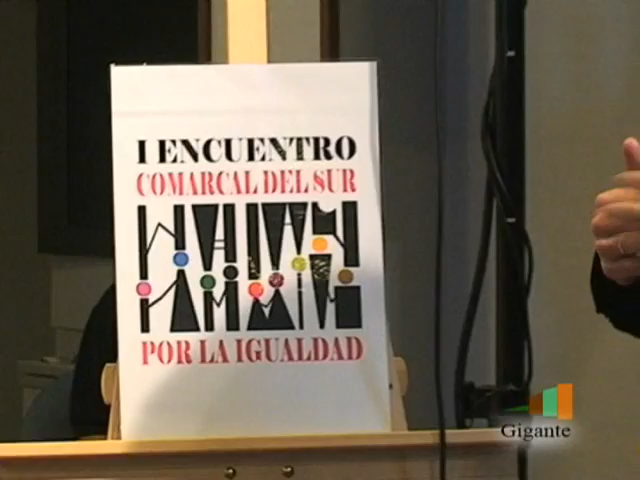 I ENCUENTRO
COMARCAL DEL SUR
POR LA IGUALDAD
Gigante